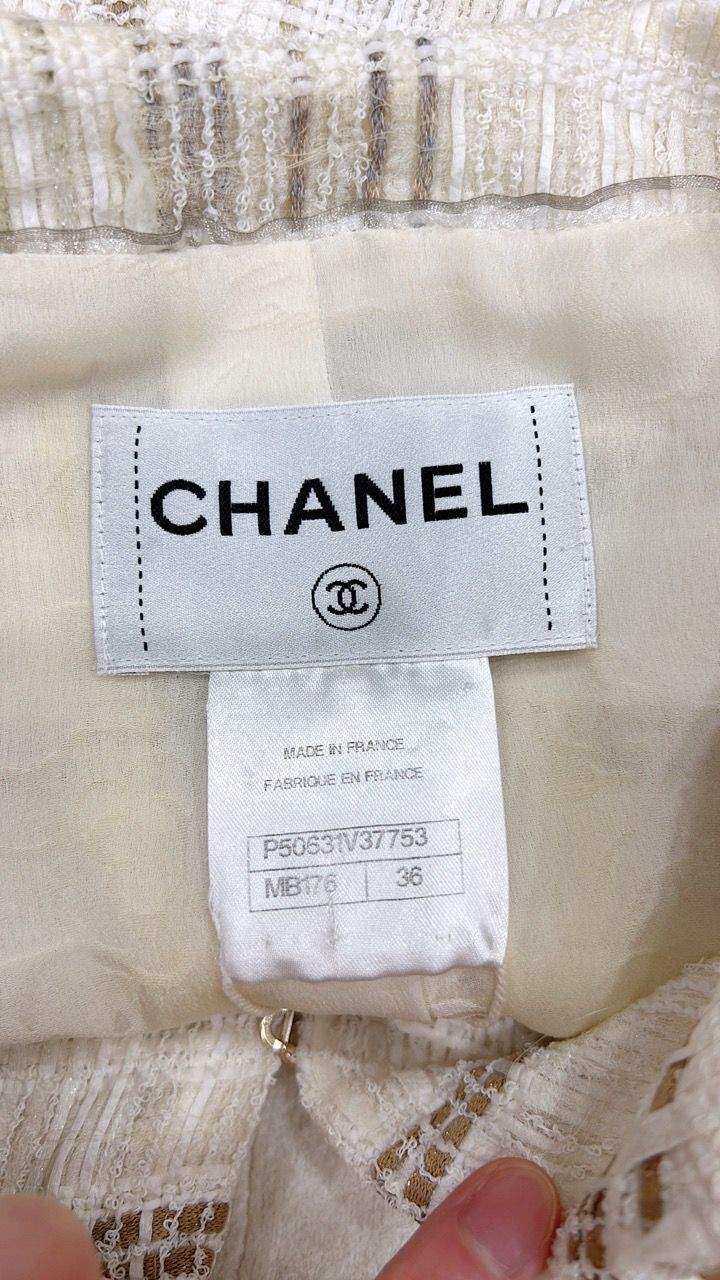 CHANEL
MADE IN FRANCE
FABRIQUE EN FRANCE
P50631V37753
MB176 36